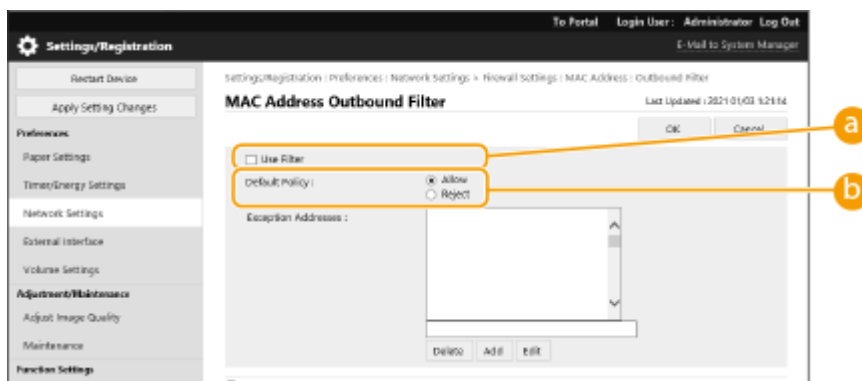 To Portal Login User : Administrator Log Out
Settings/Registration
E-Mail to System Manager
Restart Device
Apply Setting Changes
Preferences
Paper Settings
Timer/Energy Settings
Network Settings
External Interface
Volume Settings
Adjustment/Maintenance
Adjust Image Quality
Maintenance
Function Settings
Settings/Registration : Preferences : Network Settings > Firewall Settings : MAC Address : Outbound Filter
MAC Address Outbound Filter
Last Updated : 2021 01/03 1:21:14
OK Cancel
a
Use Filter
Default Policy :
Allow
Reject
b
Exception Addresses :
Delete Add Edit